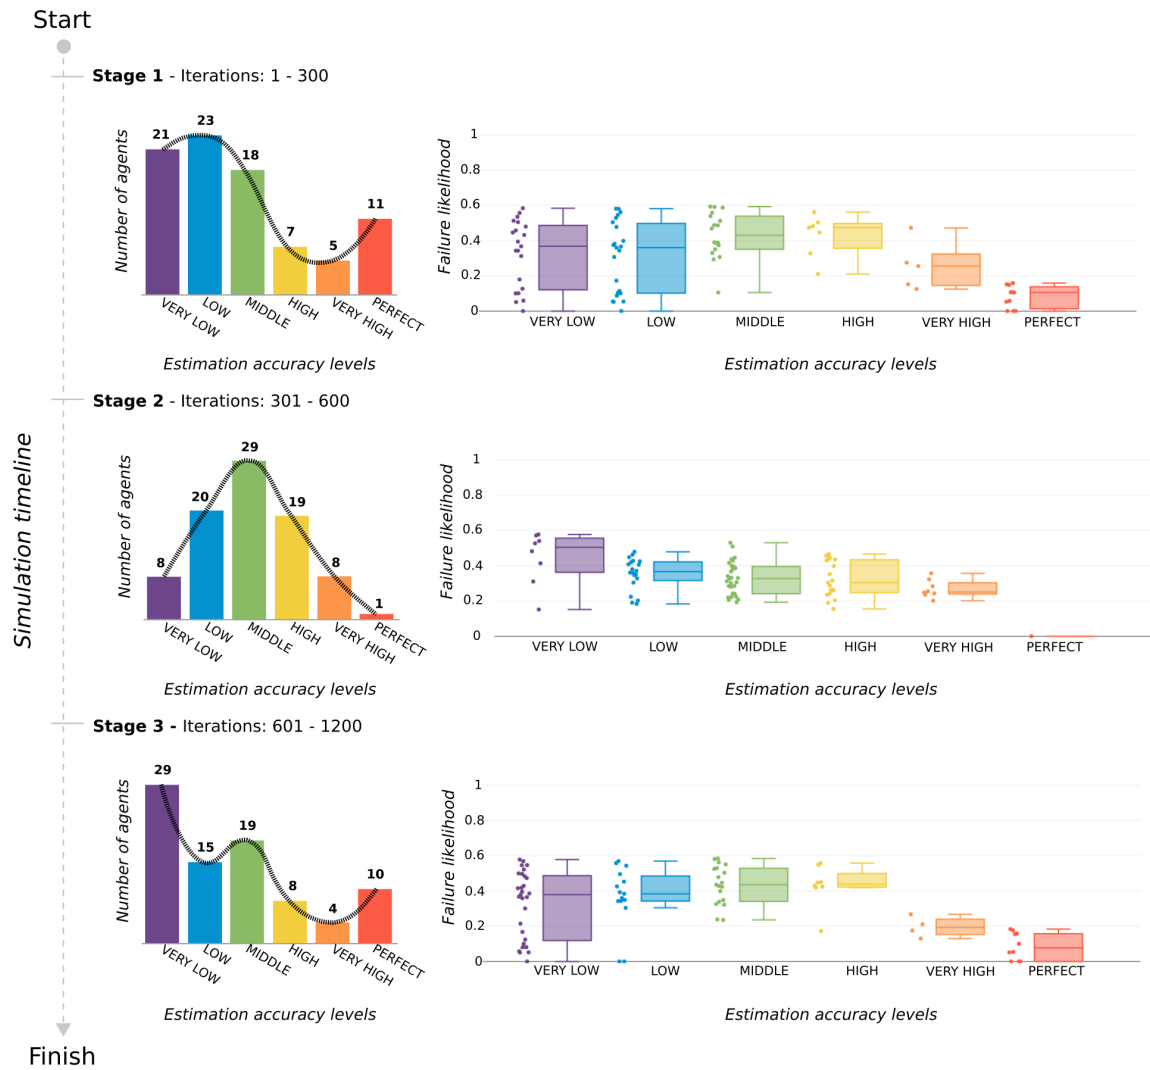 Start
Simulation timeline
Stage 1 - Iterations: 1 - 300
Number of agents
21
23
18
7
5
11
VERY LOW
LOW
MIDDLE
HIGH
VERY HIGH
PERFECT
Estimation accuracy levels
Failure likelihood
1
0.8
0.6
0.4
0.2
0
VERY LOW
LOW
MIDDLE
HIGH
VERY HIGH
PERFECT
Estimation accuracy levels
Stage 2 - Iterations: 301 - 600
Number of agents
8
20
29
19
8
1
VERY LOW
LOW
MIDDLE
HIGH
VERY HIGH
PERFECT
Estimation accuracy levels
Failure likelihood
1
0.8
0.6
0.4
0.2
0
VERY LOW
LOW
MIDDLE
HIGH
VERY HIGH
PERFECT
Estimation accuracy levels
Stage 3 - Iterations: 601 - 1200
Number of agents
29
15
19
8
4
10
VERY LOW
LOW
MIDDLE
HIGH
VERY HIGH
PERFECT
Estimation accuracy levels
Failure likelihood
1
0.8
0.6
0.4
0.2
0
VERY LOW
LOW
MIDDLE
HIGH
VERY HIGH
PERFECT
Estimation accuracy levels
Finish